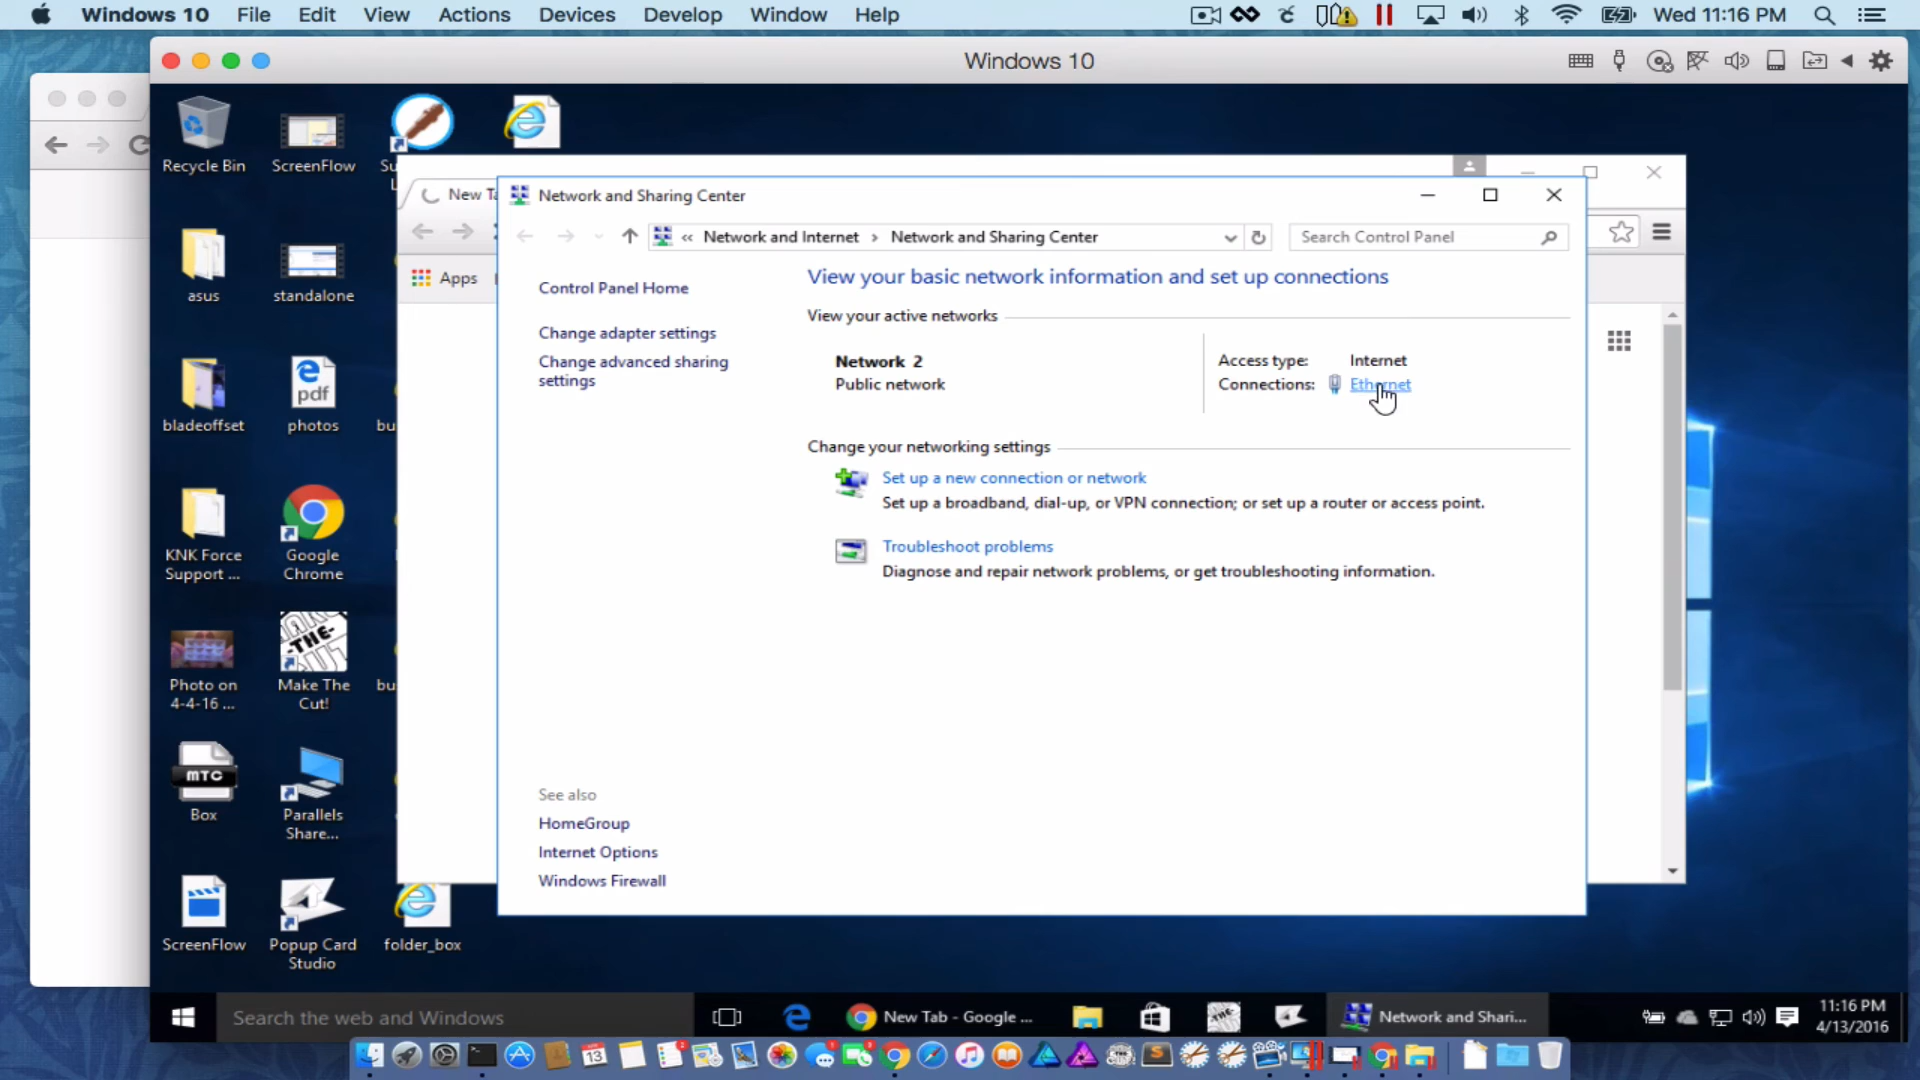 Windows 10 File Edit View Actions Devices Develop Window Help Wed 11:16 PM
Windows 10
Recycle Bin
ScreenFlow
Su
New Ta
Network and Sharing Center
« Network and Internet › Network and Sharing Center
Search Control Panel
Apps
asus
standalone
Control Panel Home
Change adapter settings
Change advanced sharing
settings
View your basic network information and set up connections
View your active networks
Network 2
Public network
Access type: Internet
Connections: Ethernet
Change your networking settings
Set up a new connection or network
Set up a broadband, dial-up, or VPN connection; or set up a router or access point.
Troubleshoot problems
Diagnose and repair network problems, or get troubleshooting information.
pdf
bladeoffset
photos
bu
KNK Force
Support ...
Google
Chrome
Photo on
4-4-16 ...
Make The
Cut!
bu
MTC
Box
Parallels
Share...
See also
HomeGroup
Internet Options
Windows Firewall
ScreenFlow
Popup Card
Studio
folder_box
Search the web and Windows
New Tab - Google ...
Network and Shari...
11:16 PM
4/13/2016
13